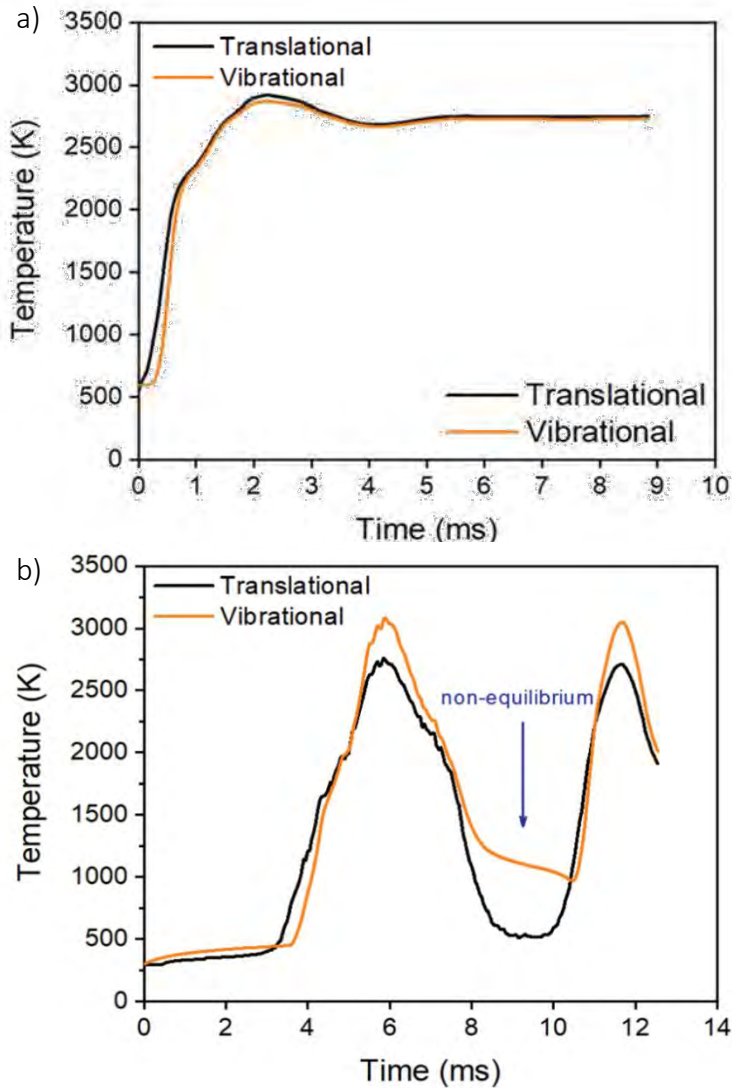 a)
3500
3000
2500
2000
1500
1000
500
0
Temperature (K)
Translational
Vibrational
Translational
Vibrational
0 1 2 3 4 5 6 7 8 9 10
Time (ms)
b)
3500
3000
2500
2000
1500
1000
500
0
Temperature (K)
Translational
Vibrational
non-equilibrium
0 2 4 6 8 10 12 14
Time (ms)